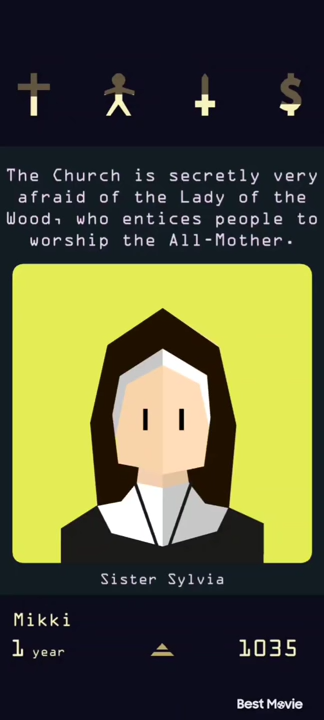 The Church is secretly very
afraid of the Lady of the
Wood, who entices people to
worship the All-Mother.
Sister Sylvia
Mikki
1 year
1035
Best Movie